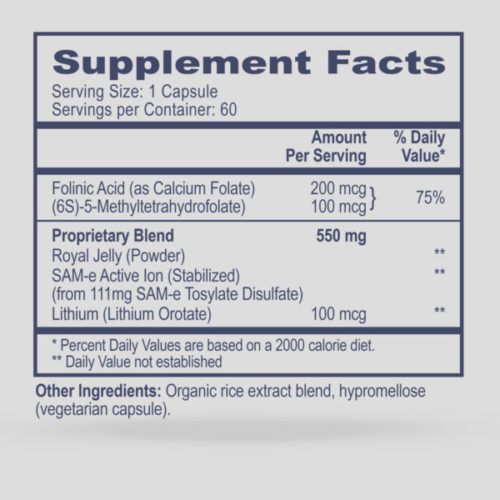 Supplement Facts
Serving Size: 1 Capsule
Servings per Container: 60
Amount Per Serving % Daily Value*
Folinic Acid (as Calcium Folate) 200 mcg
(6S)-5-Methyltetrahydrofolate) 100 mcg } 75%
Proprietary Blend 550 mg
Royal Jelly (Powder) **
SAM-e Active Ion (Stabilized) **
(from 111mg SAM-e Tosylate Disulfate)
Lithium (Lithium Orotate) 100 mcg **
* Percent Daily Values are based on a 2000 calorie diet.
** Daily Value not established
Other Ingredients: Organic rice extract blend, hypromellose
(vegetarian capsule).